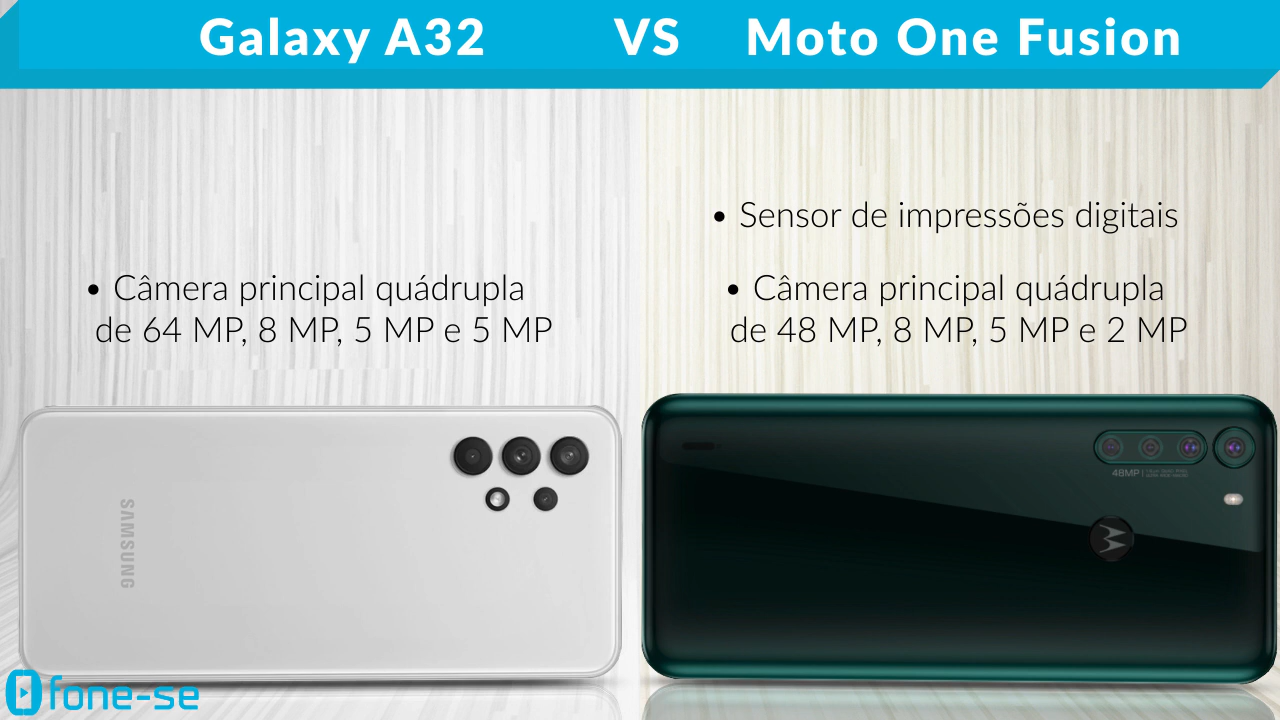 Galaxy A32 VS Moto One Fusion
• Câmera principal quádrupla
de 64 MP, 8 MP, 5 MP e 5 MP
• Sensor de impressões digitais
• Câmera principal quádrupla
de 48 MP, 8 MP, 5 MP e 2 MP
SAMSUNG
48MP
fone-se